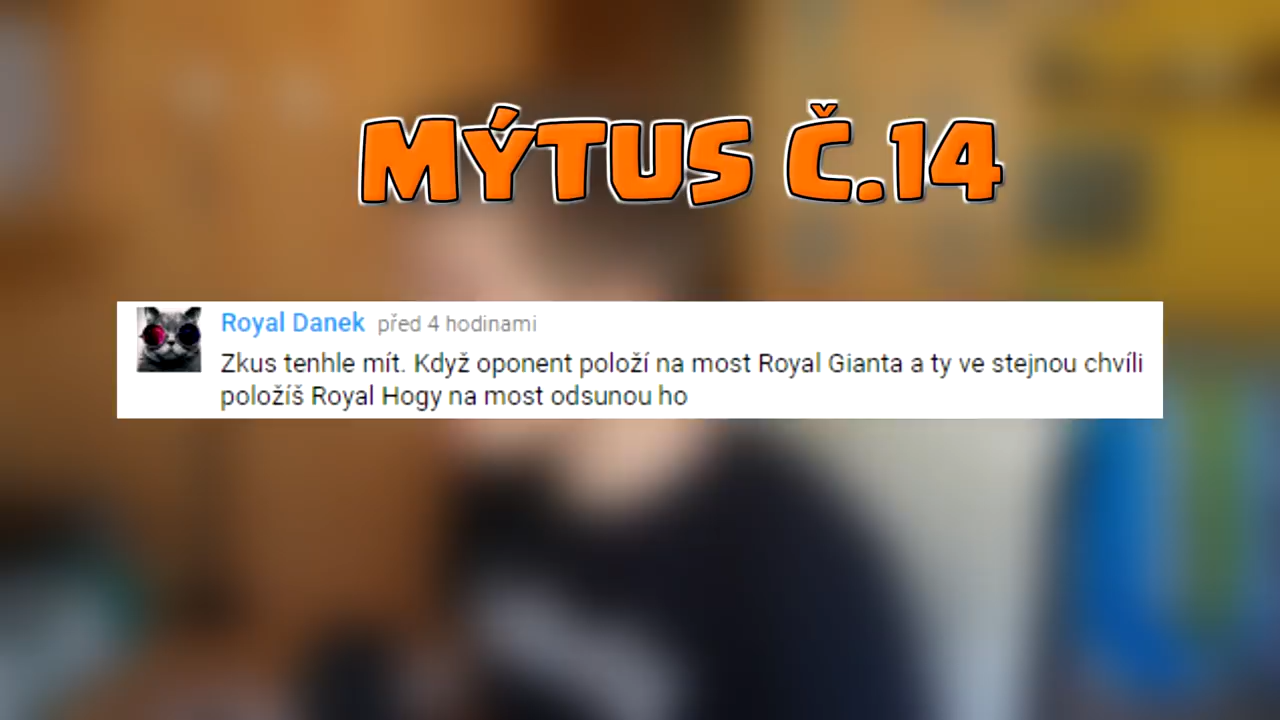 MÝTUS Č.14
Royal Danek před 4 hodinami
Zkus tenhle mít. Když oponent položí na most Royal Gianta a ty ve stejnou chvíli
položíš Royal Hogy na most odsunou ho